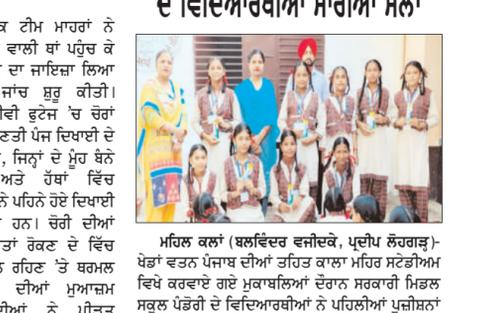 ਦੇ ਵਿਦਿਆਰਥੀਆਂ ਮਾਰੀਆਂ ਮੱਲਾਂ
ਟੀਮ ਮਾਹਰਾਂ ਨੇ
ਵਾਲੀ ਥਾਂ ਪਹੁੰਚ ਕੇ
ਦਾ ਜਾਇਜ਼ਾ ਲਿਆ
ਜਾਂਚ ਸ਼ੁਰੂ ਕੀਤੀ।
ਫੁਟੇਜ 'ਚ ਚੋਰਾਂ
ਪੰਜ ਦਿਖਾਈ ਦੇ
ਜਿਨ੍ਹਾਂ ਦੇ ਮੂੰਹ ਬੰਨੇ
ਅਤੇ ਹੱਥਾਂ ਵਿੱਚ
ਪਹਿਨੇ ਹੋਏ ਦਿਖਾਈ
ਹਨ। ਚੋਰੀ ਦੀਆਂ
ਰੋਕਣ ਦੇ ਵਿੱਚ
ਰਹਿਣ 'ਤੇ ਥਰਮਲ
ਦੀਆਂ ਮੁਆਜ਼ਮ
ਨੇ ਪੀੜਤ
ਮਹਿਲ ਕਲਾਂ (ਬਲਵਿੰਦਰ ਵਜੀਦਕੇ, ਪ੍ਰਦੀਪ ਲੋਹਗੜ੍ਹ)-
ਖੇਡਾਂ ਵਤਨ ਪੰਜਾਬ ਦੀਆਂ ਤਹਿਤ ਕਾਲਾ ਮਹਿਰ ਸਟੇਡੀਅਮ
ਵਿਖੇ ਕਰਵਾਏ ਗਏ ਮੁਕਾਬਲਿਆਂ ਦੌਰਾਨ ਸਰਕਾਰੀ ਮਿਡਲ
ਸਕੂਲ ਪੰਡੋਰੀ ਦੇ ਵਿਦਿਆਰਥੀਆਂ ਨੇ ਪਹਿਲੀਆਂ ਪੁਜ਼ੀਸ਼ਨਾਂ